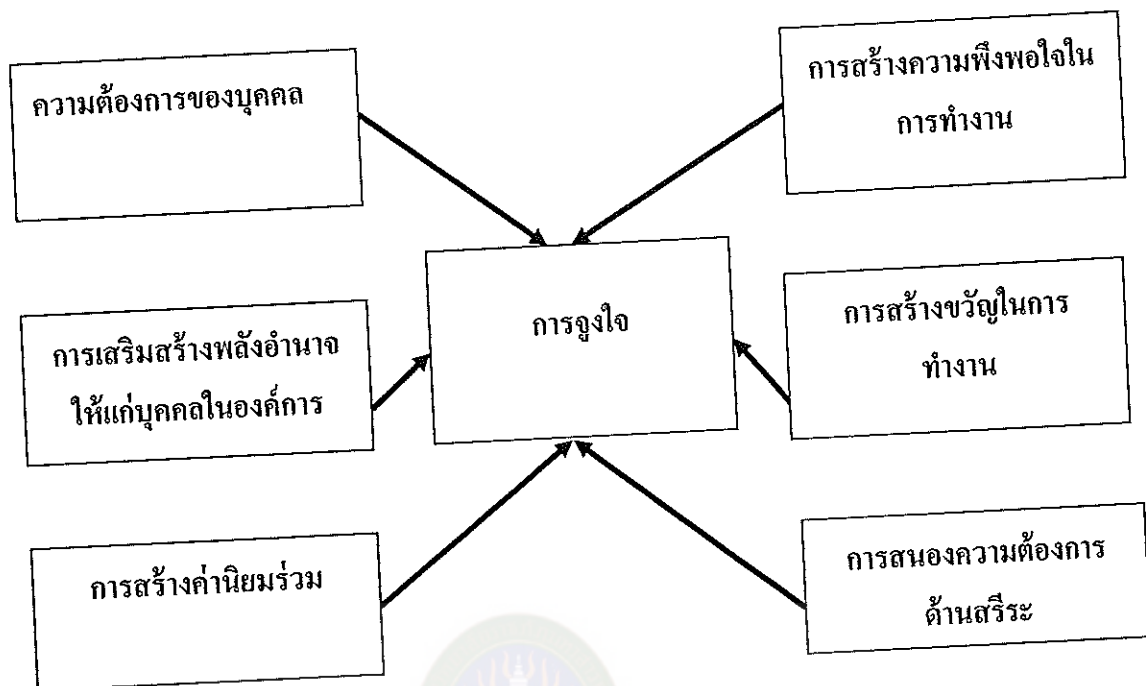 ความต้องการของบุคคล
การสร้างความพึงพอใจใน
การทำงาน
การจูงใจ
การเสริมสร้างพลังอำนาจ
ให้แก่บุคคลในองค์การ
การสร้างขวัญในการ
ทำงาน
การสร้างค่านิยมร่วม
การสนองความต้องการ
ด้านสรีระ